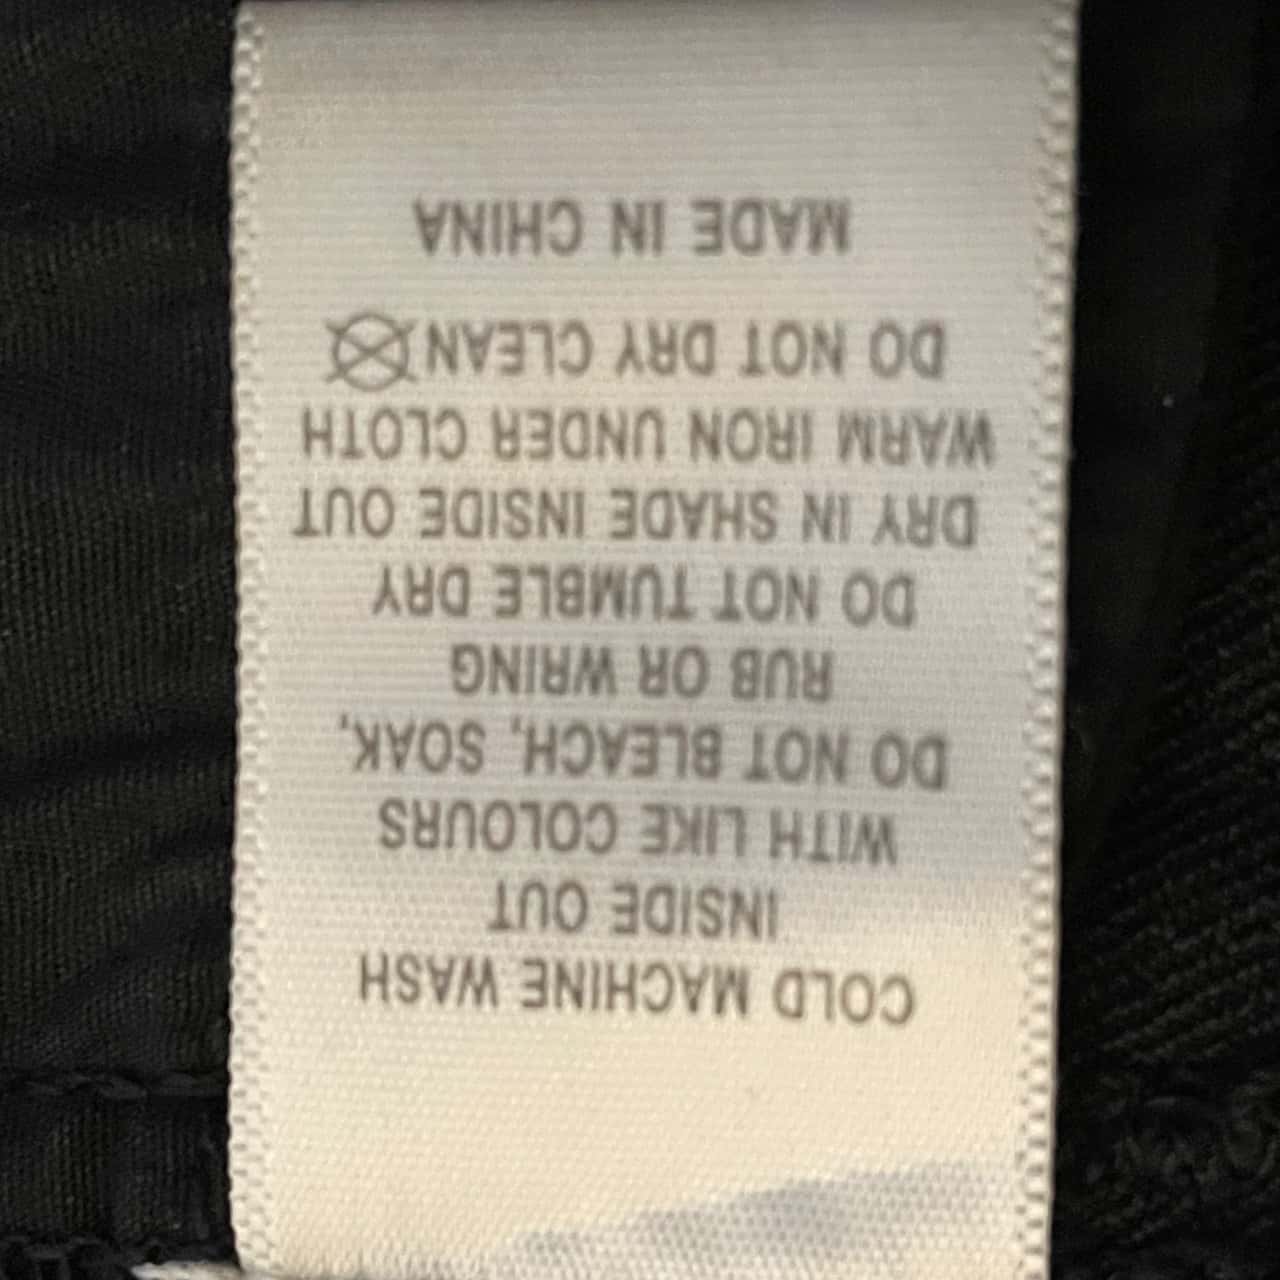 COLD MACHINE WASH
INSIDE OUT
WITH LIKE COLOURS
DO NOT BLEACH, SOAK,
RUB OR WRING
DO NOT TUMBLE DRY
DRY IN SHADE INSIDE OUT
WARM IRON UNDER CLOTH
DO NOT DRY CLEAN
MADE IN CHINA